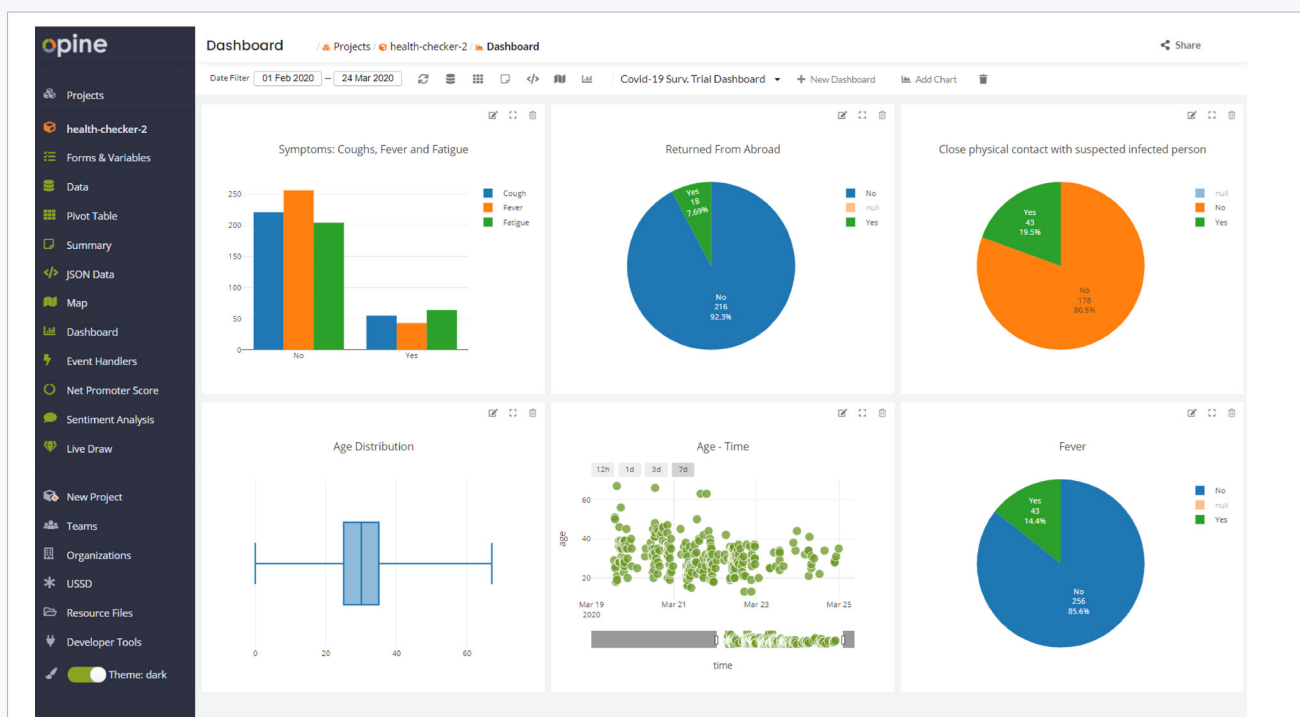 opine
Projects
health-checker-2
Forms & Variables
Data
Pivot Table
Summary
JSON Data
Map
Dashboard
Event Handlers
Net Promoter Score
Sentiment Analysis
Live Draw
New Project
Teams
Organizations
USSD
Resource Files
Developer Tools
Theme: dark
Dashboard / Projects / health-checker-2 / Dashboard
Share
Date Filter 01 Feb 2020 – 24 Mar 2020 Covid-19 Surv. Trial Dashboard + New Dashboard Add Chart
Symptoms: Coughs, Fever and Fatigue
Cough
Fever
Fatigue
250
200
150
100
50
0
No Yes
Returned From Abroad
No
null
Yes
Yes
18
7.69%
No
216
92.3%
Close physical contact with suspected infected person
null
No
Yes
Yes
43
19.5%
No
178
80.5%
Age Distribution
0 20 40 60
Age - Time
12h 1d 3d 7d
60
40
20
age
Mar 19 Mar 21 Mar 23 Mar 25
2020
time
Fever
No
null
Yes
Yes
43
14.4%
No
256
85.6%